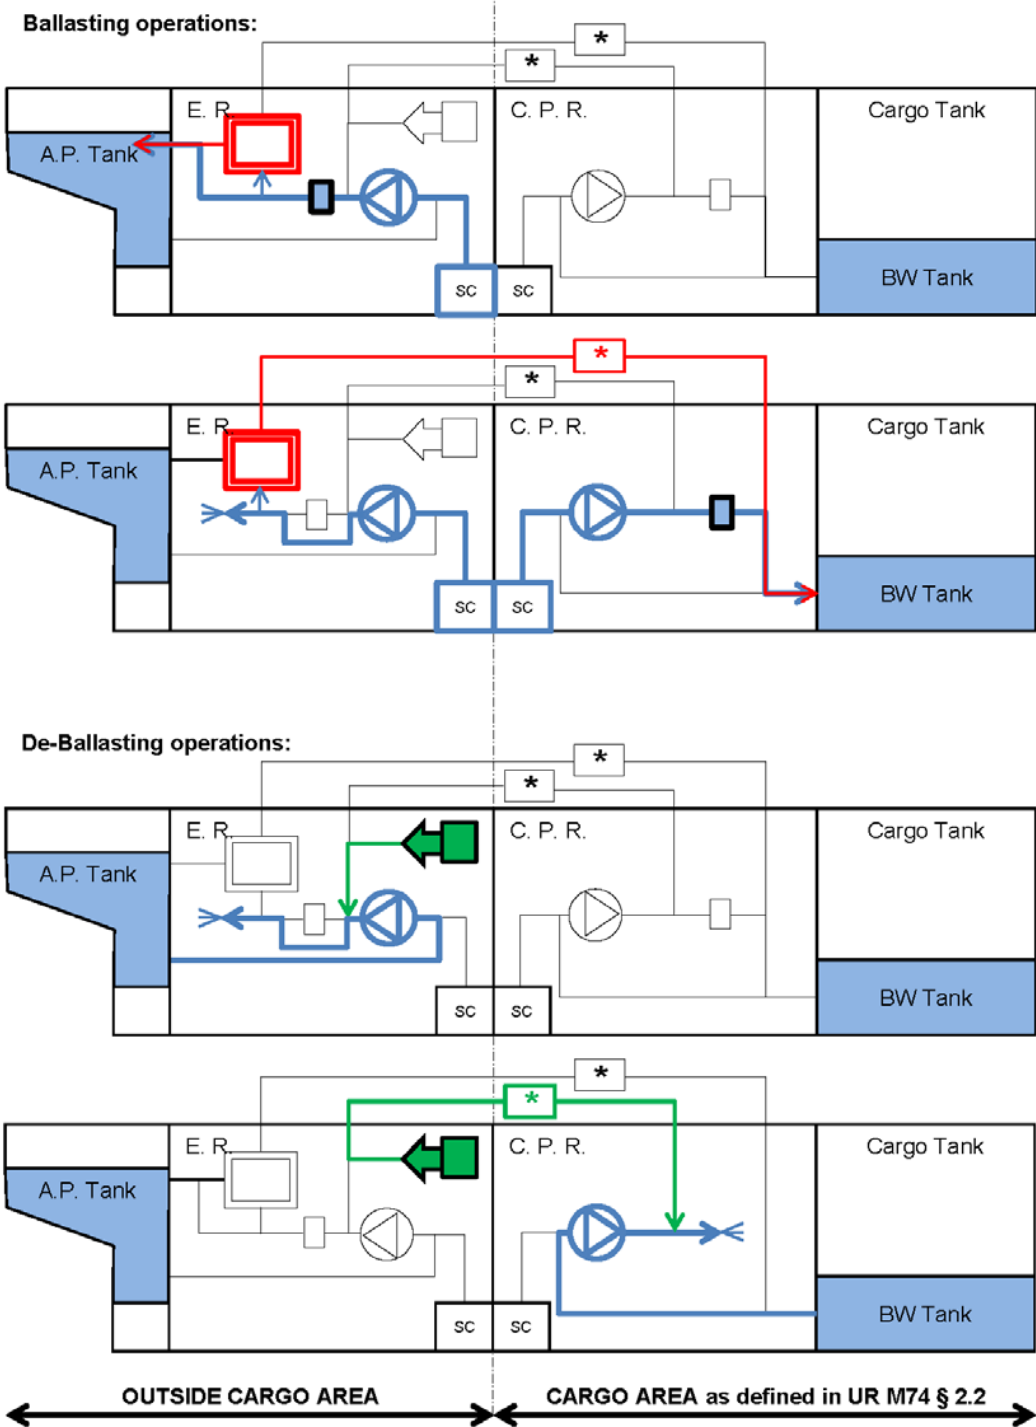 Ballasting operations:
*
*
E. R.
C. P. R.
Cargo Tank
A.P. Tank
BW Tank
SC
SC
*
*
E. R.
C. P. R.
Cargo Tank
A.P. Tank
BW Tank
SC
SC
De-Ballasting operations:
*
*
E. R.
C. P. R.
Cargo Tank
A.P. Tank
BW Tank
SC
SC
*
*
E. R.
C. P. R.
Cargo Tank
A.P. Tank
BW Tank
SC
SC
OUTSIDE CARGO AREA
CARGO AREA as defined in UR M74 § 2.2